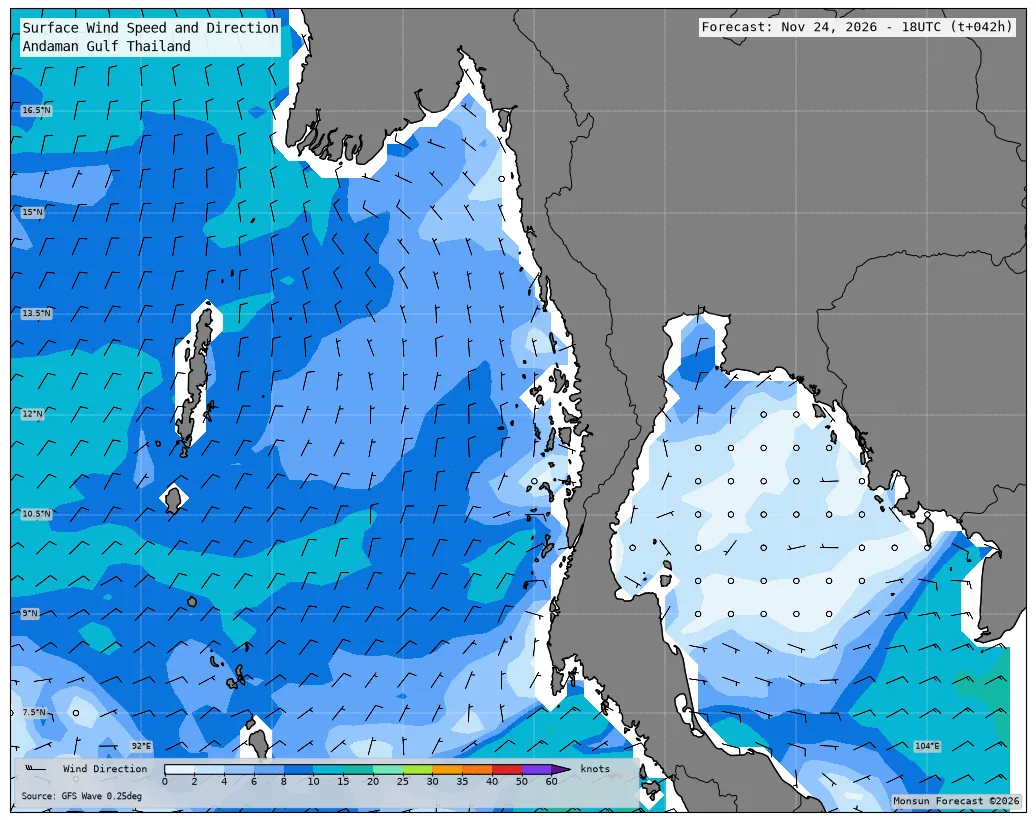 Surface Wind Speed and Direction
Andaman Gulf Thailand
Forecast: Nov 24, 2026 - 18UTC (t+042h)
16.5°N
15°N
13.5°N
12°N
10.5°N
9°N
7.5°N
92°E
104°E
Wind Direction
knots
0 2 4 6 8 10 15 20 25 30 40 50 60
Source: GFS Wave 0.25deg
Monsun Forecast ©2026